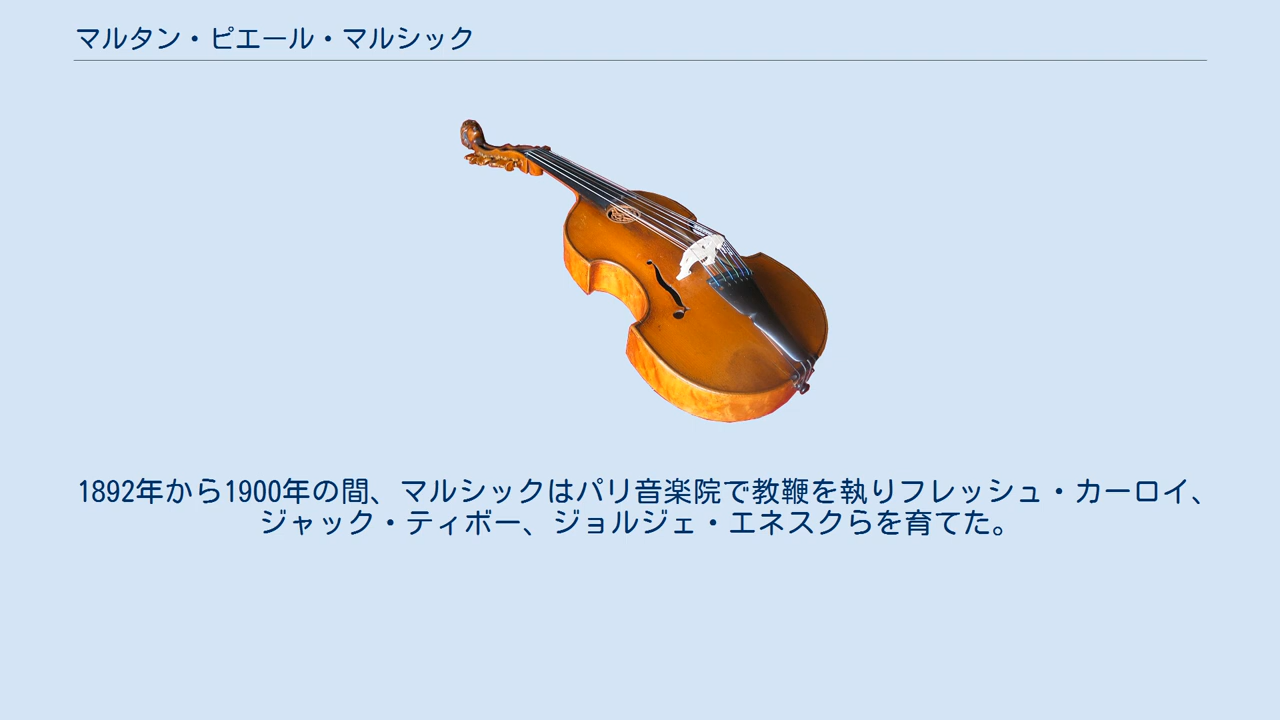 マルタン・ピエール・マルシック
1892年から1900年の間、マルシックはパリ音楽院で教鞭を執りフレッシュ・カーロイ、
ジャック・ティボー、ジョルジェ・エネスクらを育てた。